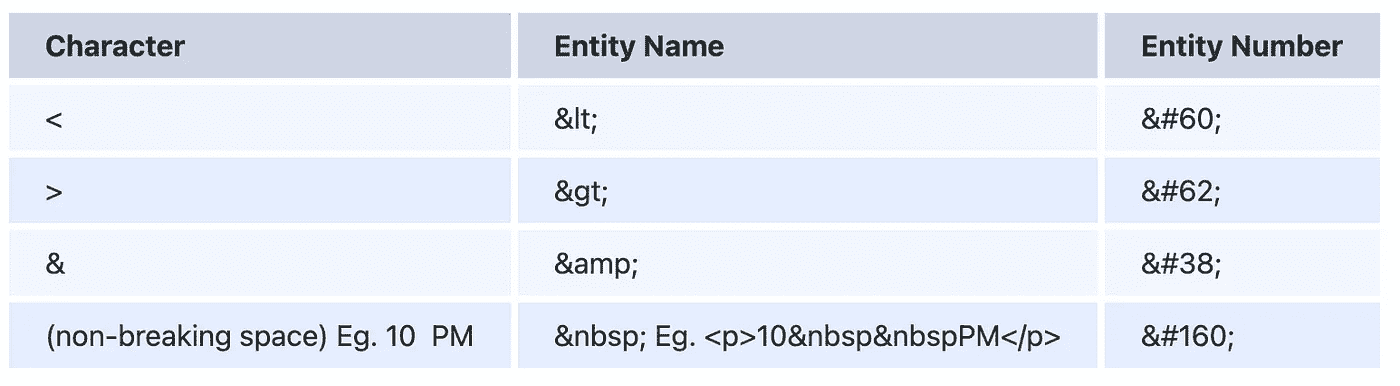 Character Entity Name Entity Number
< &lt; &#60;
> &gt; &#62;
& &amp; &#38;
(non-breaking space) Eg. 10  PM &nbsp; Eg. <p>10&nbsp&nbspPM</p> &#160;